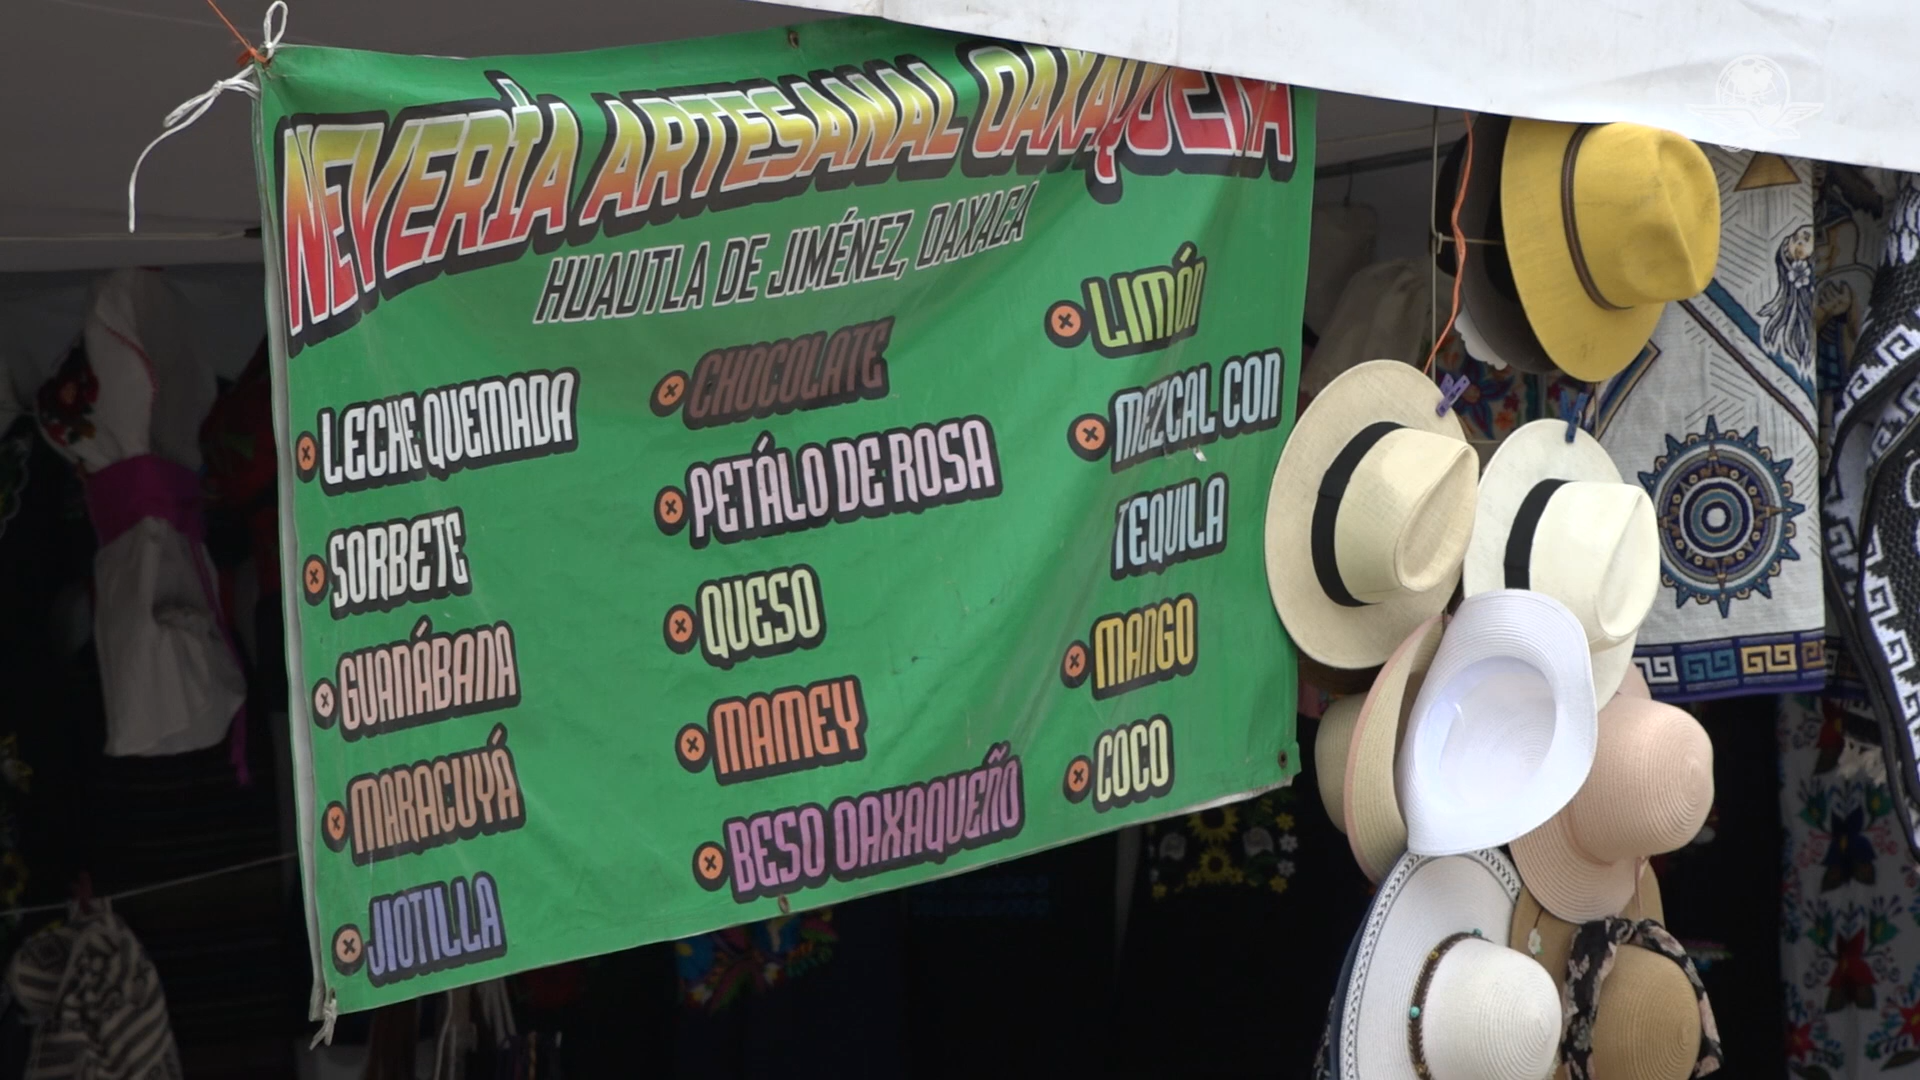 NEVERÍA ARTESANAL OAXAQUEÑA
HUAUTLA DE JIMÉNEZ, OAXACA
LECHE QUEMADA
SORBETE
GUANÁBANA
MARACUYÁ
JIOTILLA
CHOCOLATE
PETÁLO DE ROSA
QUESO
MAMEY
BESO OAXAQUEÑO
LIMÓN
MEZCAL CON
TEQUILA
MANGO
COCO